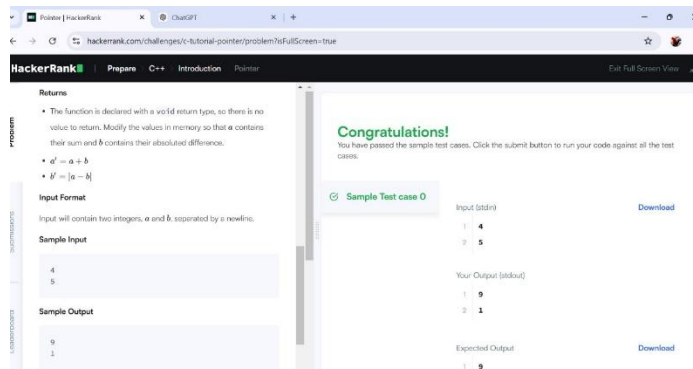 Pointer | HackerRank
ChatGPT
hackerrank.com/challenges/c-tutorial-pointer/problem?isFullScreen=true
HackerRank
Prepare
C++
Introduction
Pointer
Exit Full Screen View
Problem
Submissions
Leaderboard
Returns
• The function is declared with a void return type, so there is no
value to return. Modify the values in memory so that a contains
their sum and b contains their absoluted difference.
• a' = a + b
• b' = |a − b|
Input Format
Input will contain two integers, a and b, separated by a newline.
Sample Input
4
5
Sample Output
9
1
Congratulations!
You have passed the sample test cases. Click the submit button to run your code against all the test
cases.
Sample Test case 0
Input (stdin)
Download
1 4
2 5
Your Output (stdout)
1 9
2 1
Expected Output
Download
1 9